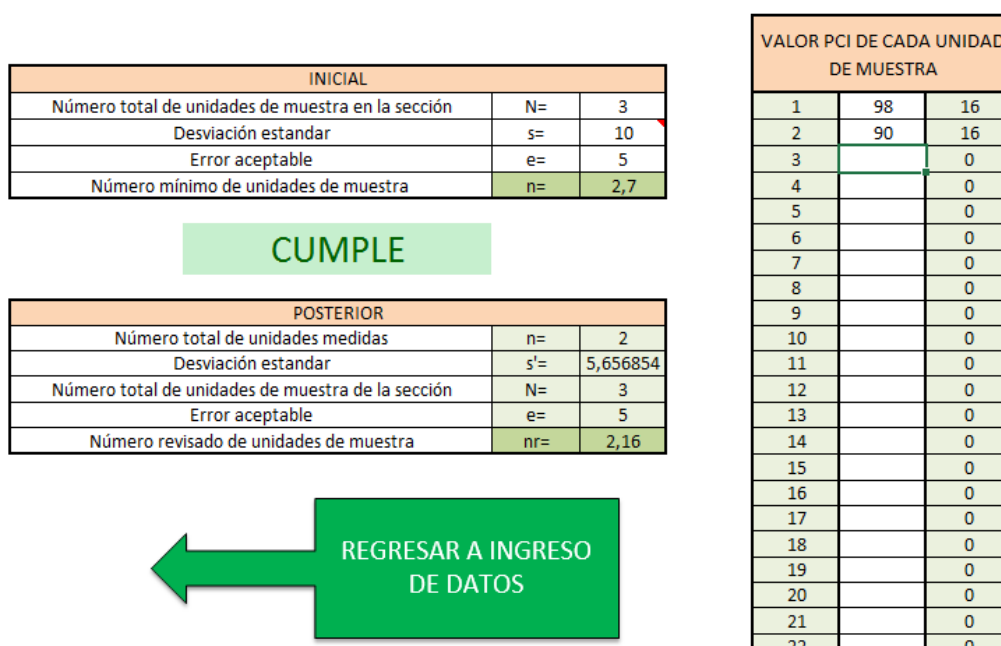 INICIAL
Número total de unidades de muestra en la sección N= 3
Desviación estandar s= 10
Error aceptable e= 5
Número mínimo de unidades de muestra n= 2,7
CUMPLE
POSTERIOR
Número total de unidades medidas n= 2
Desviación estandar s'= 5,656854
Número total de unidades de muestra de la sección N= 3
Error aceptable e= 5
Número revisado de unidades de muestra nr= 2,16
REGRESAR A INGRESO
DE DATOS
VALOR PCI DE CADA UNIDAD
DE MUESTRA
1 98 16
2 90 16
3 0
4 0
5 0
6 0
7 0
8 0
9 0
10 0
11 0
12 0
13 0
14 0
15 0
16 0
17 0
18 0
19 0
20 0
21 0
22 0